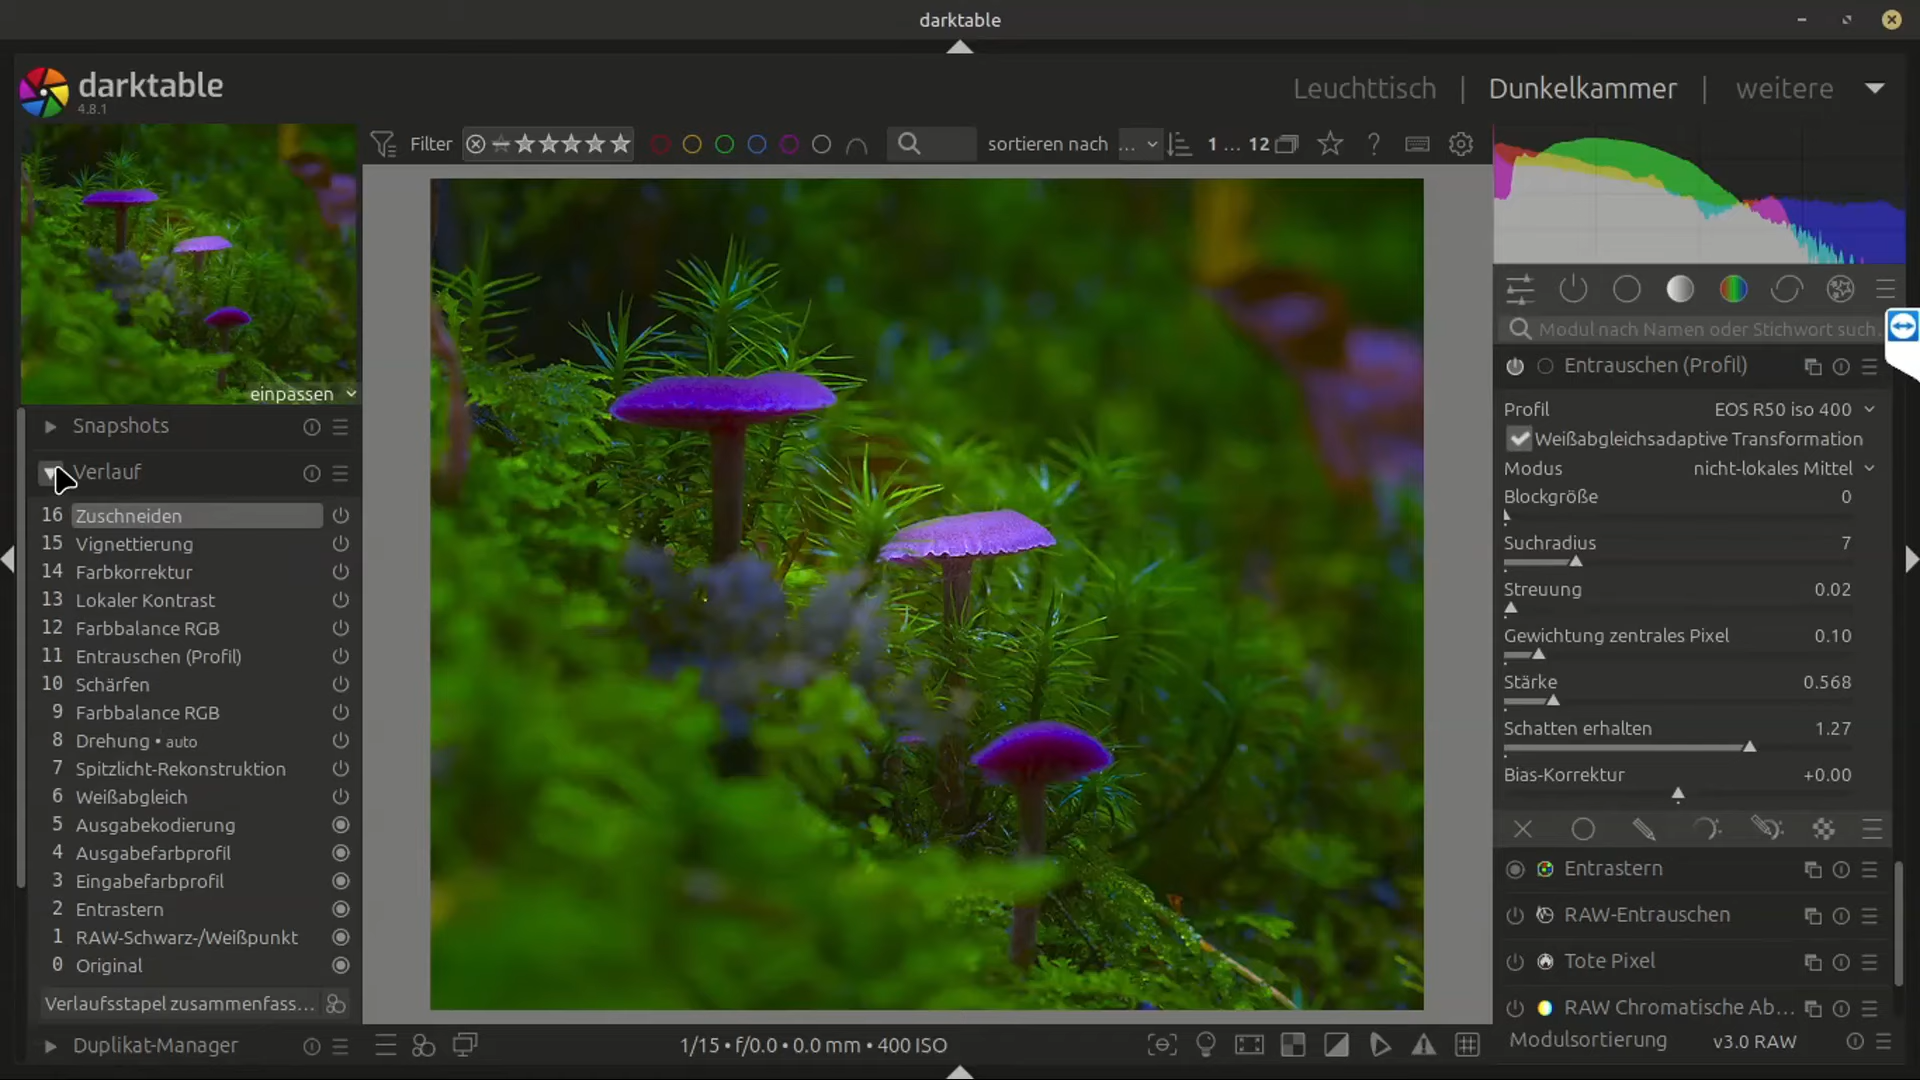 darktable
darktable
4.8.1
Leuchttisch | Dunkelkammer | weitere
Filter
sortieren nach
...
1 ... 12
einpassen
Snapshots
Verlauf
16 Zuschneiden
15 Vignettierung
14 Farbkorrektur
13 Lokaler Kontrast
12 Farbbalance RGB
11 Entrauschen (Profil)
10 Schärfen
9 Farbbalance RGB
8 Drehung • auto
7 Spitzlicht-Rekonstruktion
6 Weißabgleich
5 Ausgabekodierung
4 Ausgabefarbprofil
3 Eingabefarbprofil
2 Entrastern
1 RAW-Schwarz-/Weißpunkt
0 Original
Verlaufsstapel zusammenfass...
Duplikat-Manager
1/15 • f/0.0 • 0.0 mm • 400 ISO
Modul nach Namen oder Stichwort such
Entrauschen (Profil)
Profil EOS R50 iso 400
Weißabgleichsadaptive Transformation
Modus nicht-lokales Mittel
Blockgröße 0
Suchradius 7
Streuung 0.02
Gewichtung zentrales Pixel 0.10
Stärke 0.568
Schatten erhalten 1.27
Bias-Korrektur +0.00
Entrastern
RAW-Entrauschen
Tote Pixel
RAW Chromatische Ab...
Modulsortierung v3.0 RAW